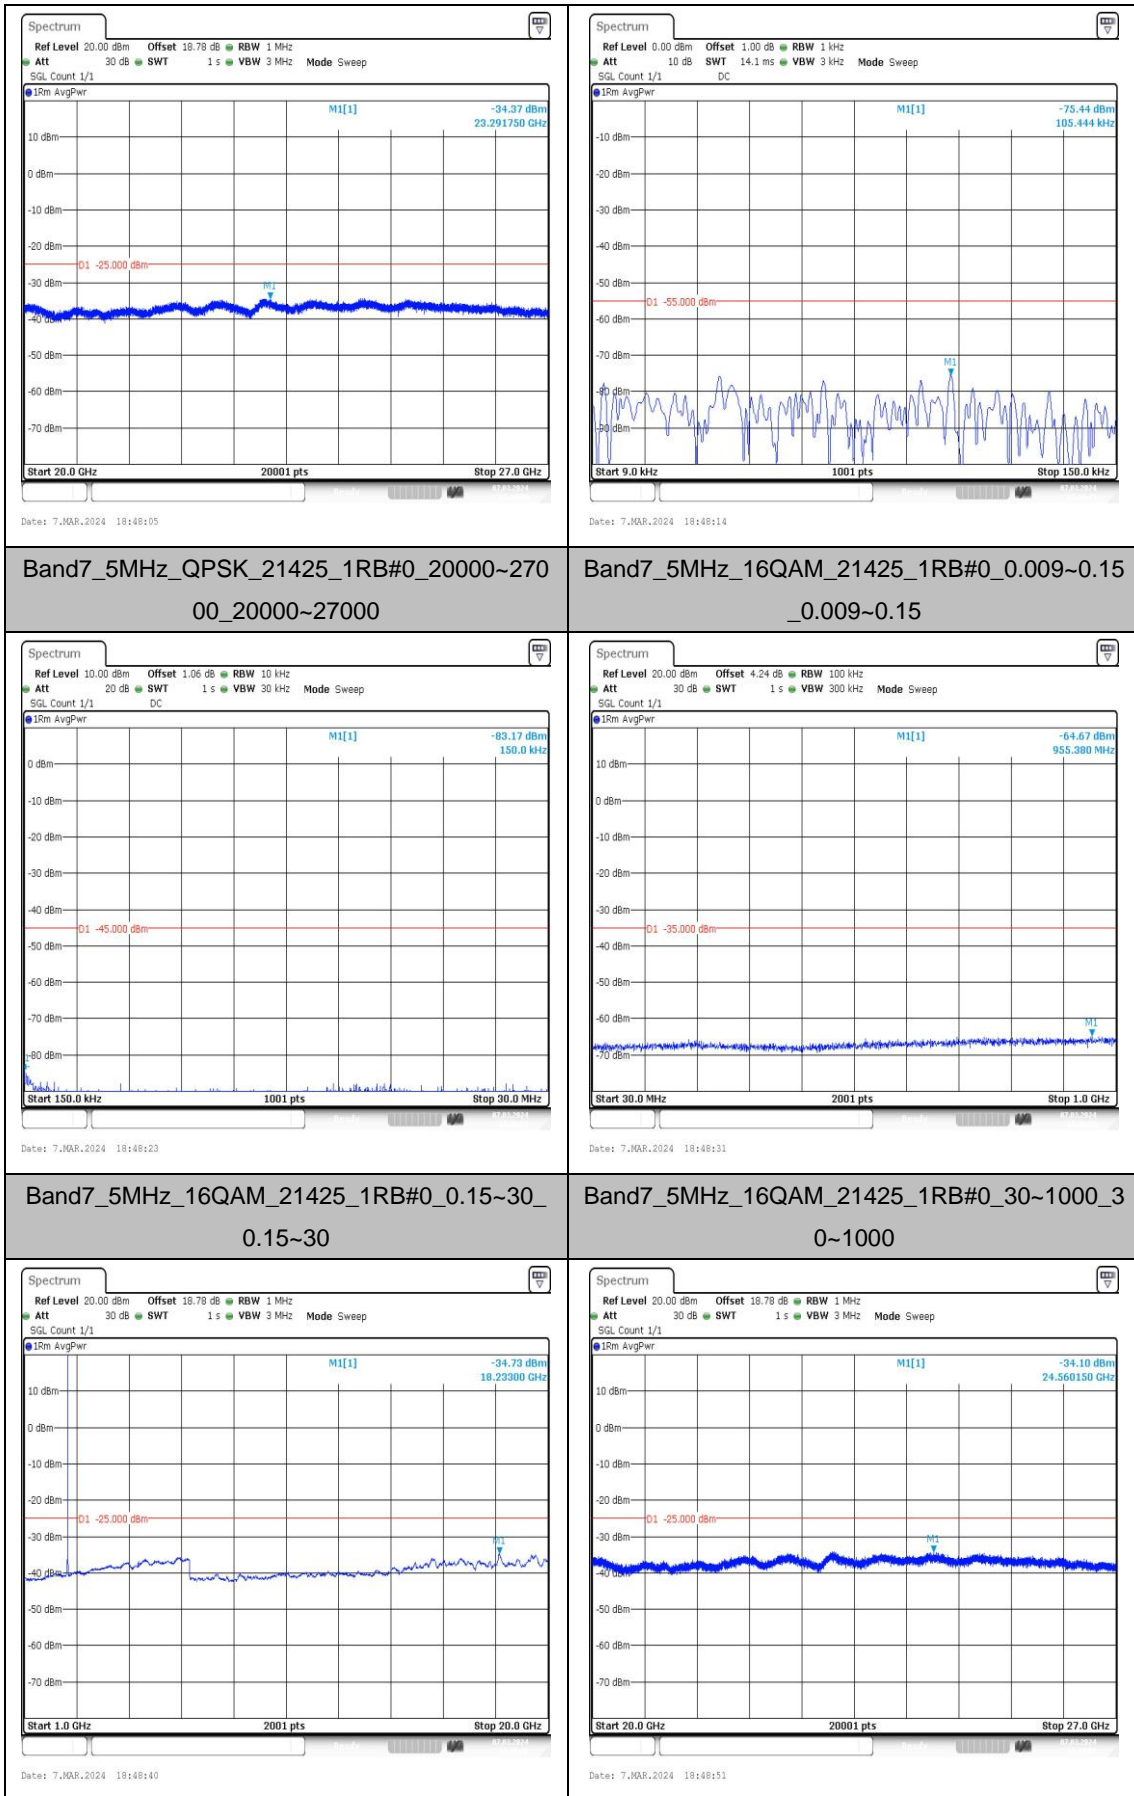 Spectrum
Ref Level 20.00 dBm Offset 18.78 dB RBW 1 MHz
Att 30 dB SWT 1 s VBW 3 MHz Mode Sweep
SGL Count 1/1
1Rm AvgPwr
M1[1] -34.37 dBm
23.291750 GHz
10 dBm
0 dBm
-10 dBm
-20 dBm
D1 -25.000 dBm
-30 dBm
M1
-40 dBm
-50 dBm
-60 dBm
-70 dBm
Start 20.0 GHz 20001 pts Stop 27.0 GHz
Date: 7.MAR.2024 18:48:05
Spectrum
Ref Level 0.00 dBm Offset 1.00 dB RBW 1 kHz
Att 10 dB SWT 14.1 ms VBW 3 kHz Mode Sweep
SGL Count 1/1 DC
1Rm AvgPwr
M1[1] -75.44 dBm
105.444 kHz
-10 dBm
-20 dBm
-30 dBm
-40 dBm
-50 dBm
D1 -55.000 dBm
-60 dBm
-70 dBm
M1
-80 dBm
-90 dBm
Start 9.0 kHz 1001 pts Stop 150.0 kHz
Date: 7.MAR.2024 18:48:14
Band7_5MHz_QPSK_21425_1RB#0_20000~270
00_20000~27000
Band7_5MHz_16QAM_21425_1RB#0_0.009~0.15
_0.009~0.15
Spectrum
Ref Level 10.00 dBm Offset 1.06 dB RBW 10 kHz
Att 20 dB SWT 1 s VBW 30 kHz Mode Sweep
SGL Count 1/1 DC
1Rm AvgPwr
M1[1] -83.17 dBm
150.0 kHz
0 dBm
-10 dBm
-20 dBm
-30 dBm
-40 dBm
D1 -45.000 dBm
-50 dBm
-60 dBm
-70 dBm
-80 dBm
Start 150.0 kHz 1001 pts Stop 30.0 MHz
Date: 7.MAR.2024 18:48:23
Spectrum
Ref Level 20.00 dBm Offset 4.24 dB RBW 100 kHz
Att 30 dB SWT 1 s VBW 300 kHz Mode Sweep
SGL Count 1/1
1Rm AvgPwr
M1[1] -64.67 dBm
955.380 MHz
10 dBm
0 dBm
-10 dBm
-20 dBm
-30 dBm
D1 -35.000 dBm
-40 dBm
-50 dBm
-60 dBm
M1
-70 dBm
Start 30.0 MHz 2001 pts Stop 1.0 GHz
Date: 7.MAR.2024 18:48:31
Band7_5MHz_16QAM_21425_1RB#0_0.15~30_
0.15~30
Band7_5MHz_16QAM_21425_1RB#0_30~1000_3
0~1000
Spectrum
Ref Level 20.00 dBm Offset 18.78 dB RBW 1 MHz
Att 30 dB SWT 1 s VBW 3 MHz Mode Sweep
SGL Count 1/1
1Rm AvgPwr
M1[1] -34.73 dBm
18.23300 GHz
10 dBm
0 dBm
-10 dBm
-20 dBm
D1 -25.000 dBm
-30 dBm
M1
-40 dBm
-50 dBm
-60 dBm
-70 dBm
Start 1.0 GHz 2001 pts Stop 20.0 GHz
Date: 7.MAR.2024 18:48:40
Spectrum
Ref Level 20.00 dBm Offset 18.78 dB RBW 1 MHz
Att 30 dB SWT 1 s VBW 3 MHz Mode Sweep
SGL Count 1/1
1Rm AvgPwr
M1[1] -34.10 dBm
24.560150 GHz
10 dBm
0 dBm
-10 dBm
-20 dBm
D1 -25.000 dBm
-30 dBm
M1
-40 dBm
-50 dBm
-60 dBm
-70 dBm
Start 20.0 GHz 20001 pts Stop 27.0 GHz
Date: 7.MAR.2024 18:48:51